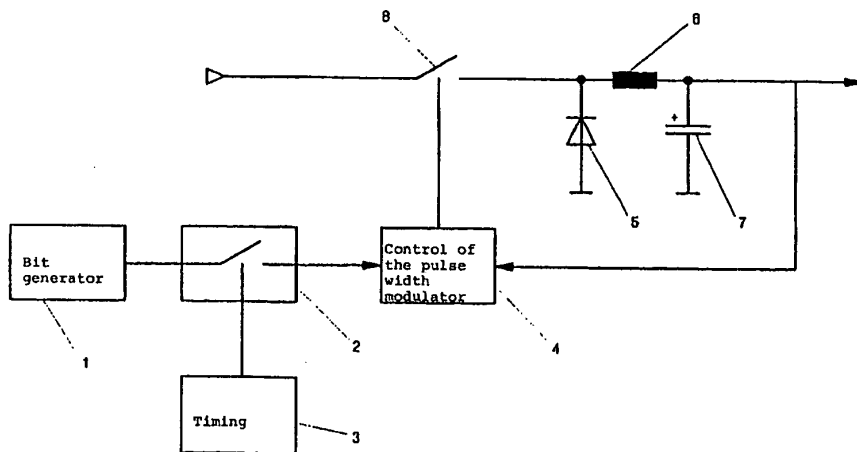 8
6
+
5
7
Bit
generator
Control of
the pulse
width
modulator
1
2
4
Timing
3